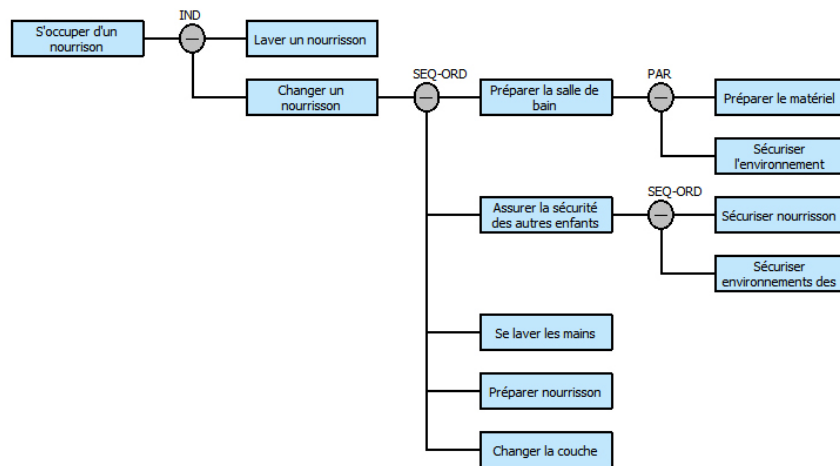 IND
S'occuper d'un
nourrison
Laver un nourrisson
Changer un
nourrisson
SEQ-ORD
Préparer la salle de
bain
PAR
Préparer le matériel
Sécuriser
l'environnement
Assurer la sécurité
des autres enfants
SEQ-ORD
Sécuriser nourrisson
Sécuriser
environnements des
Se laver les mains
Préparer nourrisson
Changer la couche